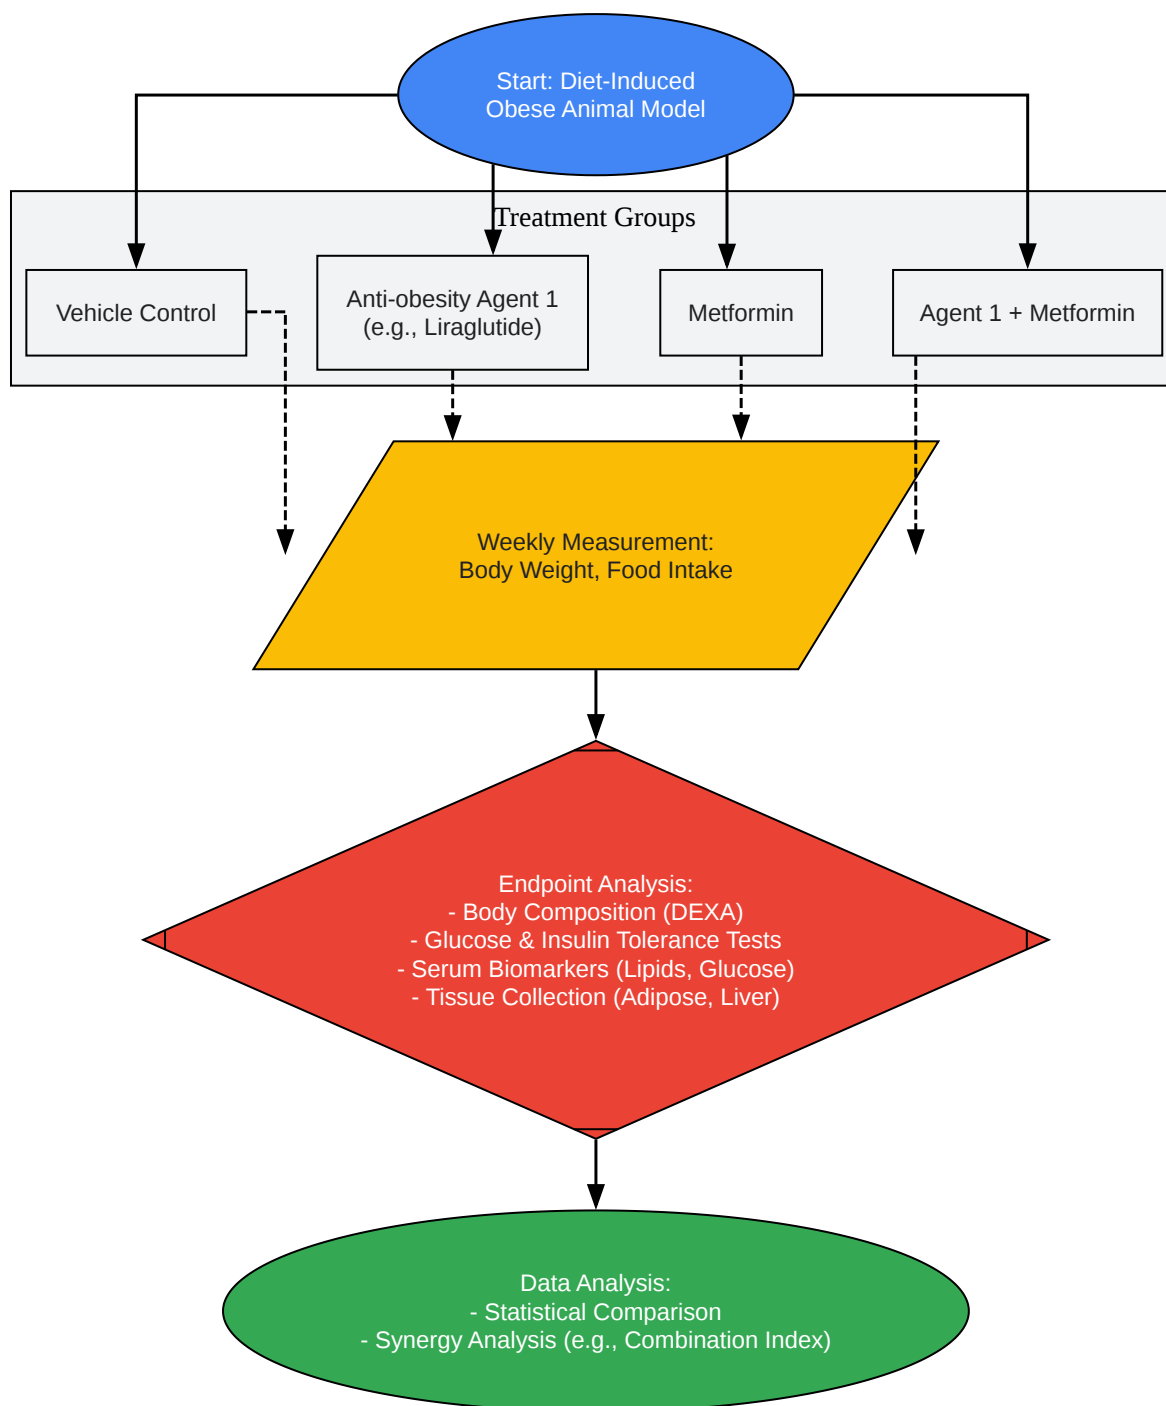 Start: Diet-Induced
Obese Animal Model
Treatment Groups
Vehicle Control
Anti-obesity Agent 1
(e.g., Liraglutide)
Metformin
Agent 1 + Metformin
Weekly Measurement:
Body Weight, Food Intake
Endpoint Analysis:
- Body Composition (DEXA)
- Glucose & Insulin Tolerance Tests
- Serum Biomarkers (Lipids, Glucose)
- Tissue Collection (Adipose, Liver)
Data Analysis:
- Statistical Comparison
- Synergy Analysis (e.g., Combination Index)